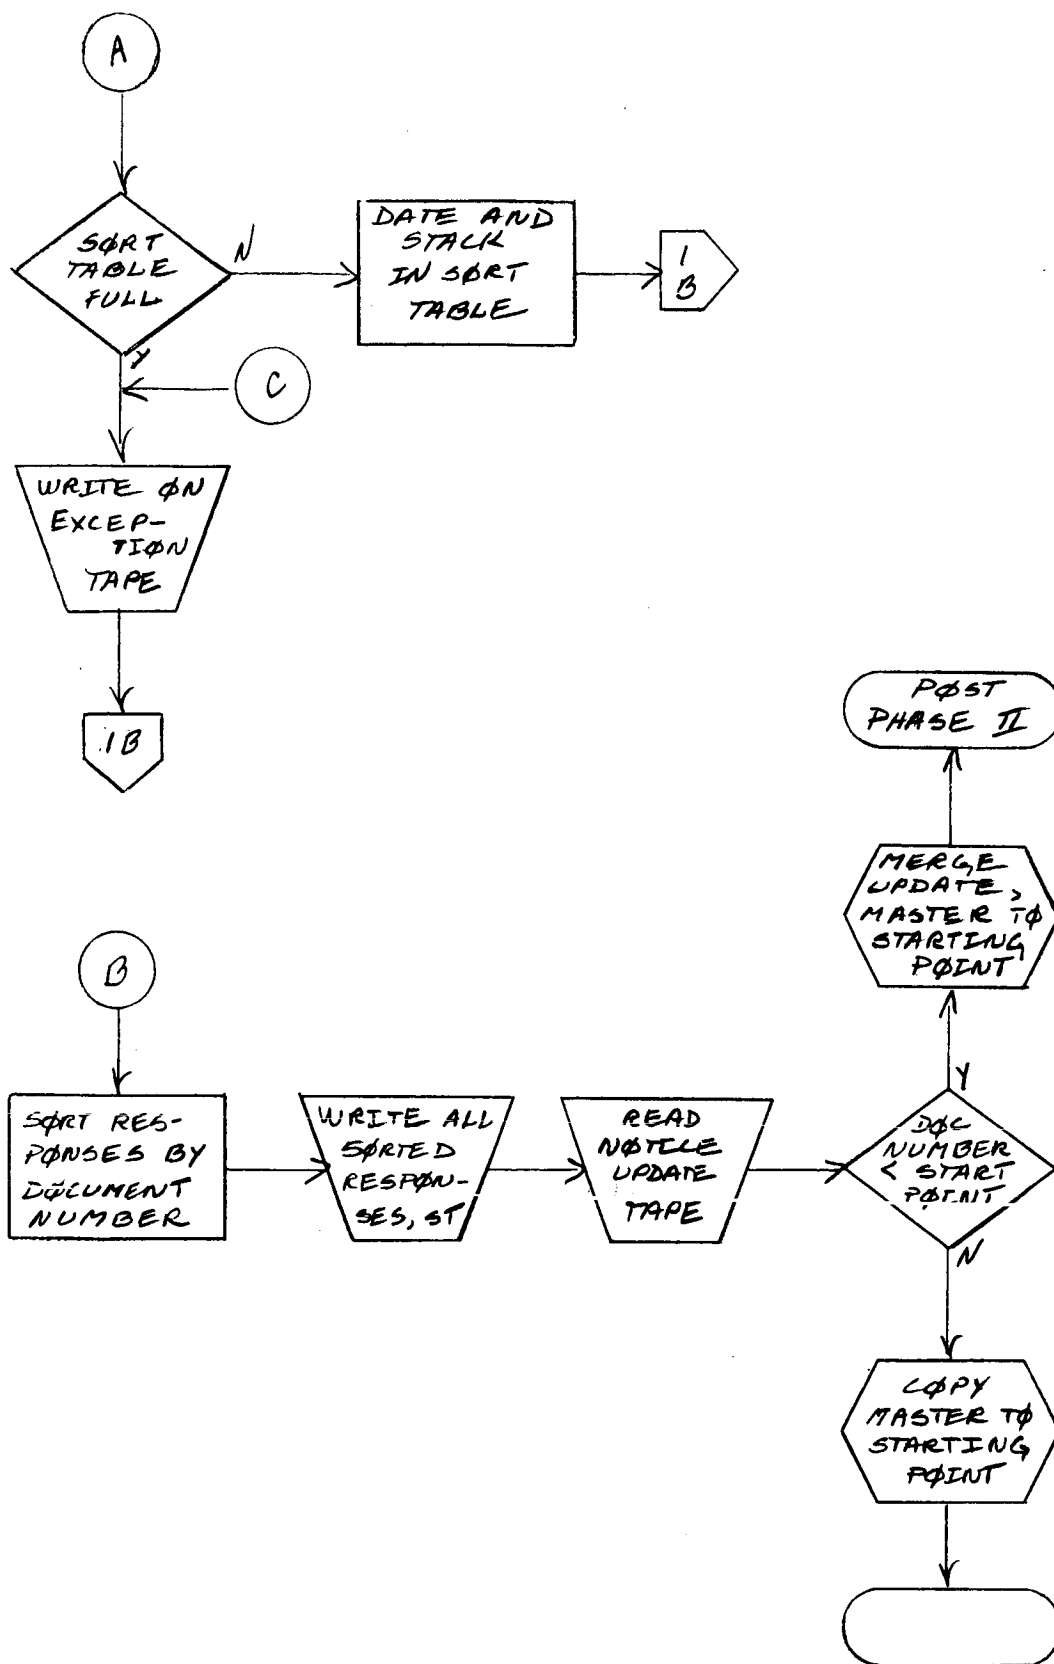 A
SØRT
TABLE
FULL
N
DATE AND
STACK
IN SØRT
TABLE
1
B
Y
C
WRITE ØN
EXCEP-
TIØN
TAPE
1B
PØST
PHASE II
MERGE
UPDATE,
MASTER TØ
STARTING
PØINT
B
SØRT RES-
PØNSES BY
DØCUMENT
NUMBER
WRITE ALL
SØRTED
RESPØN-
SES, ST
READ
NØTICE
UPDATE
TAPE
Y
DØC
NUMBER
< START
PØINT
N
CØPY
MASTER TØ
STARTING
PØINT